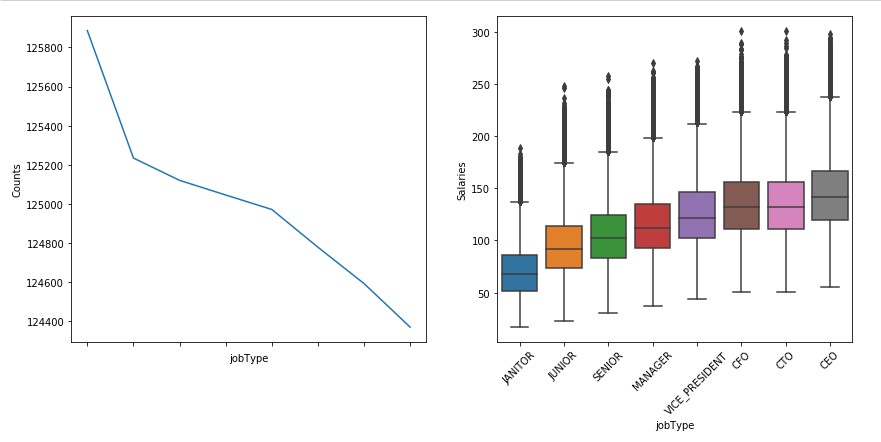 125800
125600
125400
125200
125000
124800
124600
124400
Counts
jobType
300
250
200
150
100
50
Salaries
JANITOR
JUNIOR
SENIOR
MANAGER
VICE_PRESIDENT
CFO
CTO
CEO
jobType